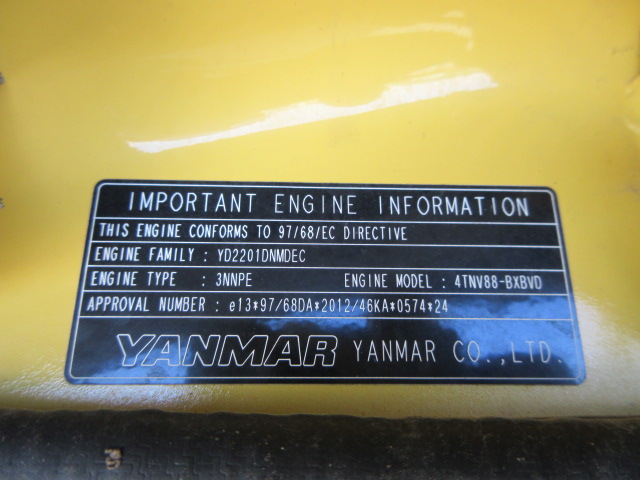 IMPORTANT ENGINE INFORMATION
THIS ENGINE CONFORMS TO 97/68/EC DIRECTIVE
ENGINE FAMILY : YD2201DNMDEC
ENGINE TYPE : 3NNPE ENGINE MODEL : 4TNV88-BXBVD
APPROVAL NUMBER : e13*97/68DA*2012/46KA*0574*24
YANMAR YANMAR CO.,LTD.